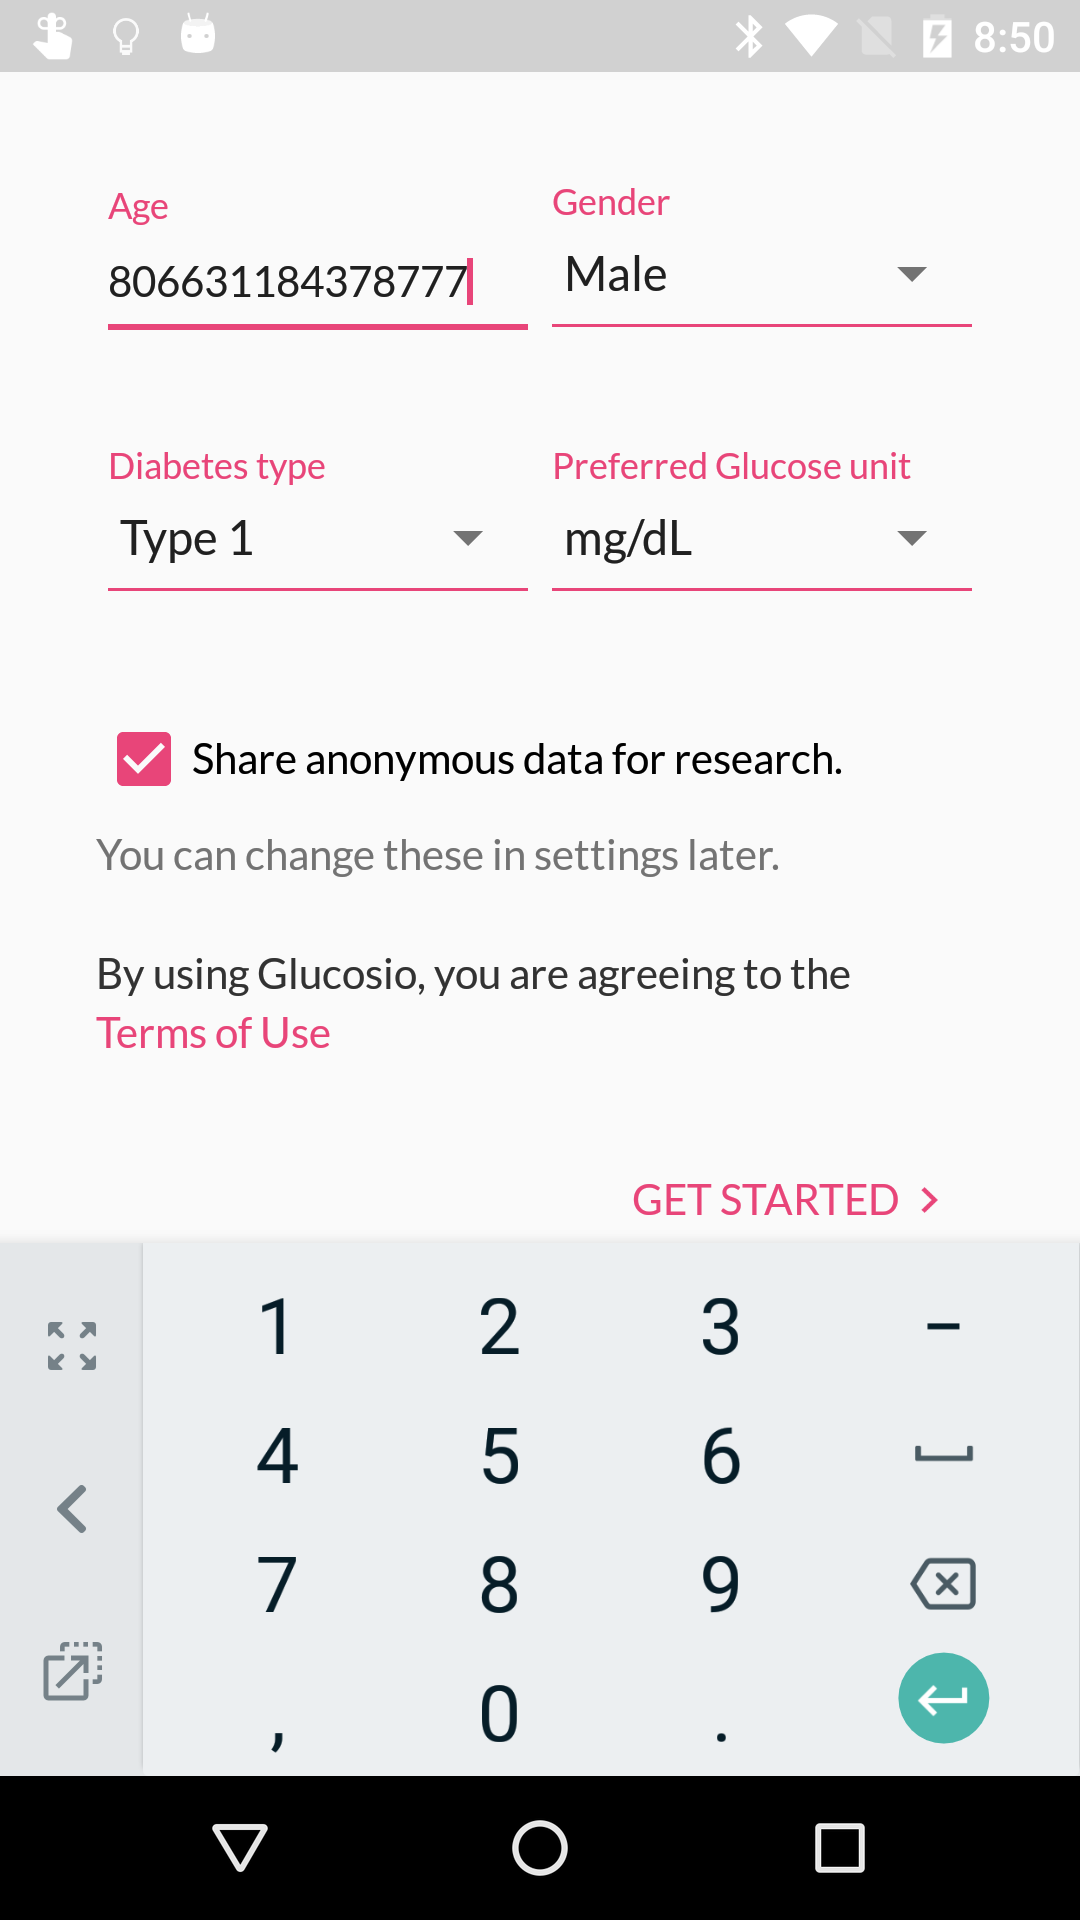 8:50
Age
Gender
806631184378777
Male
Diabetes type
Preferred Glucose unit
Type 1
mg/dL
Share anonymous data for research.
You can change these in settings later.
By using Glucosio, you are agreeing to the
Terms of Use
GET STARTED
1 2 3 –
4 5 6
7 8 9
, 0 .